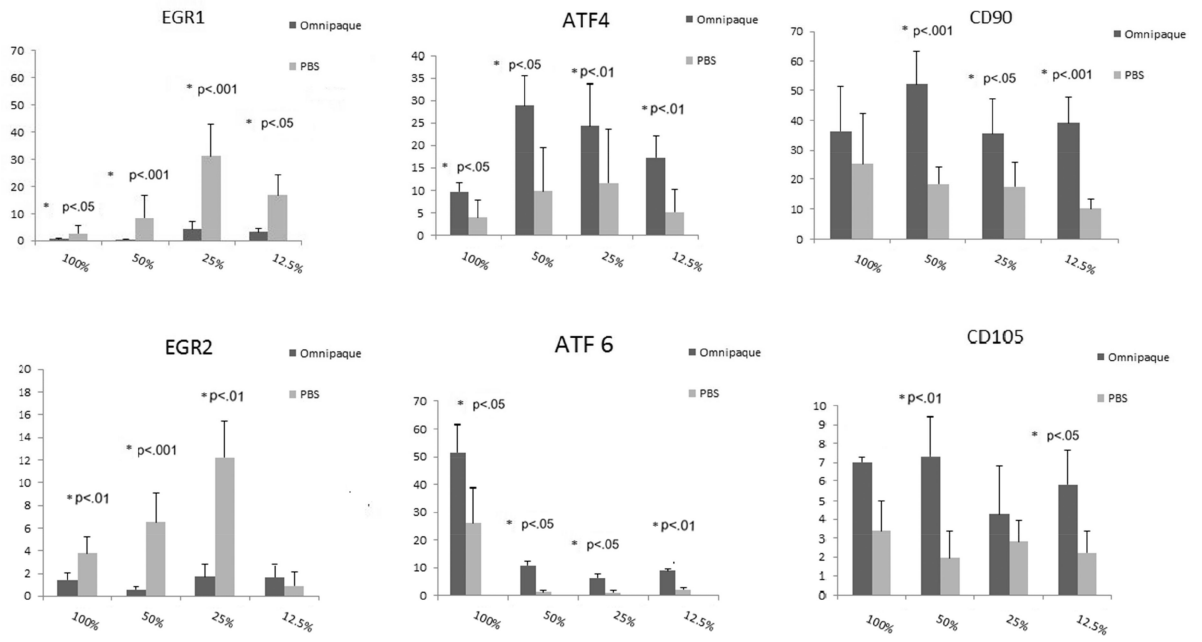 EGR1
Omnipaque
PBS
70
60
50
40
30
20
10
0
* p<.05
* p<.001
* p<.001
* p<.05
100%
50%
25%
12.5%
ATF4
Omnipaque
PBS
40
35
30
25
20
15
10
5
0
* p<.05
* p<.05
* p<.01
* p<.01
100%
50%
25%
12.5%
CD90
Omnipaque
PBS
70
60
50
40
30
20
10
0
* p<.001
* p<.05
* p<.001
100%
50%
25%
12.5%
EGR2
Omnipaque
PBS
20
18
16
14
12
10
8
6
4
2
0
*p<.01
* p<.001
*p<.01
100%
50%
25%
12.5%
ATF 6
Omnipaque
PBS
70
60
50
40
30
20
10
0
* p<.05
* p<.05
* p<.05
*p<.01
100%
50%
25%
12.5%
CD105
Omnipaque
PBS
10
9
8
7
6
5
4
3
2
1
0
*p<.01
* p<.05
100%
50%
25%
12.5%